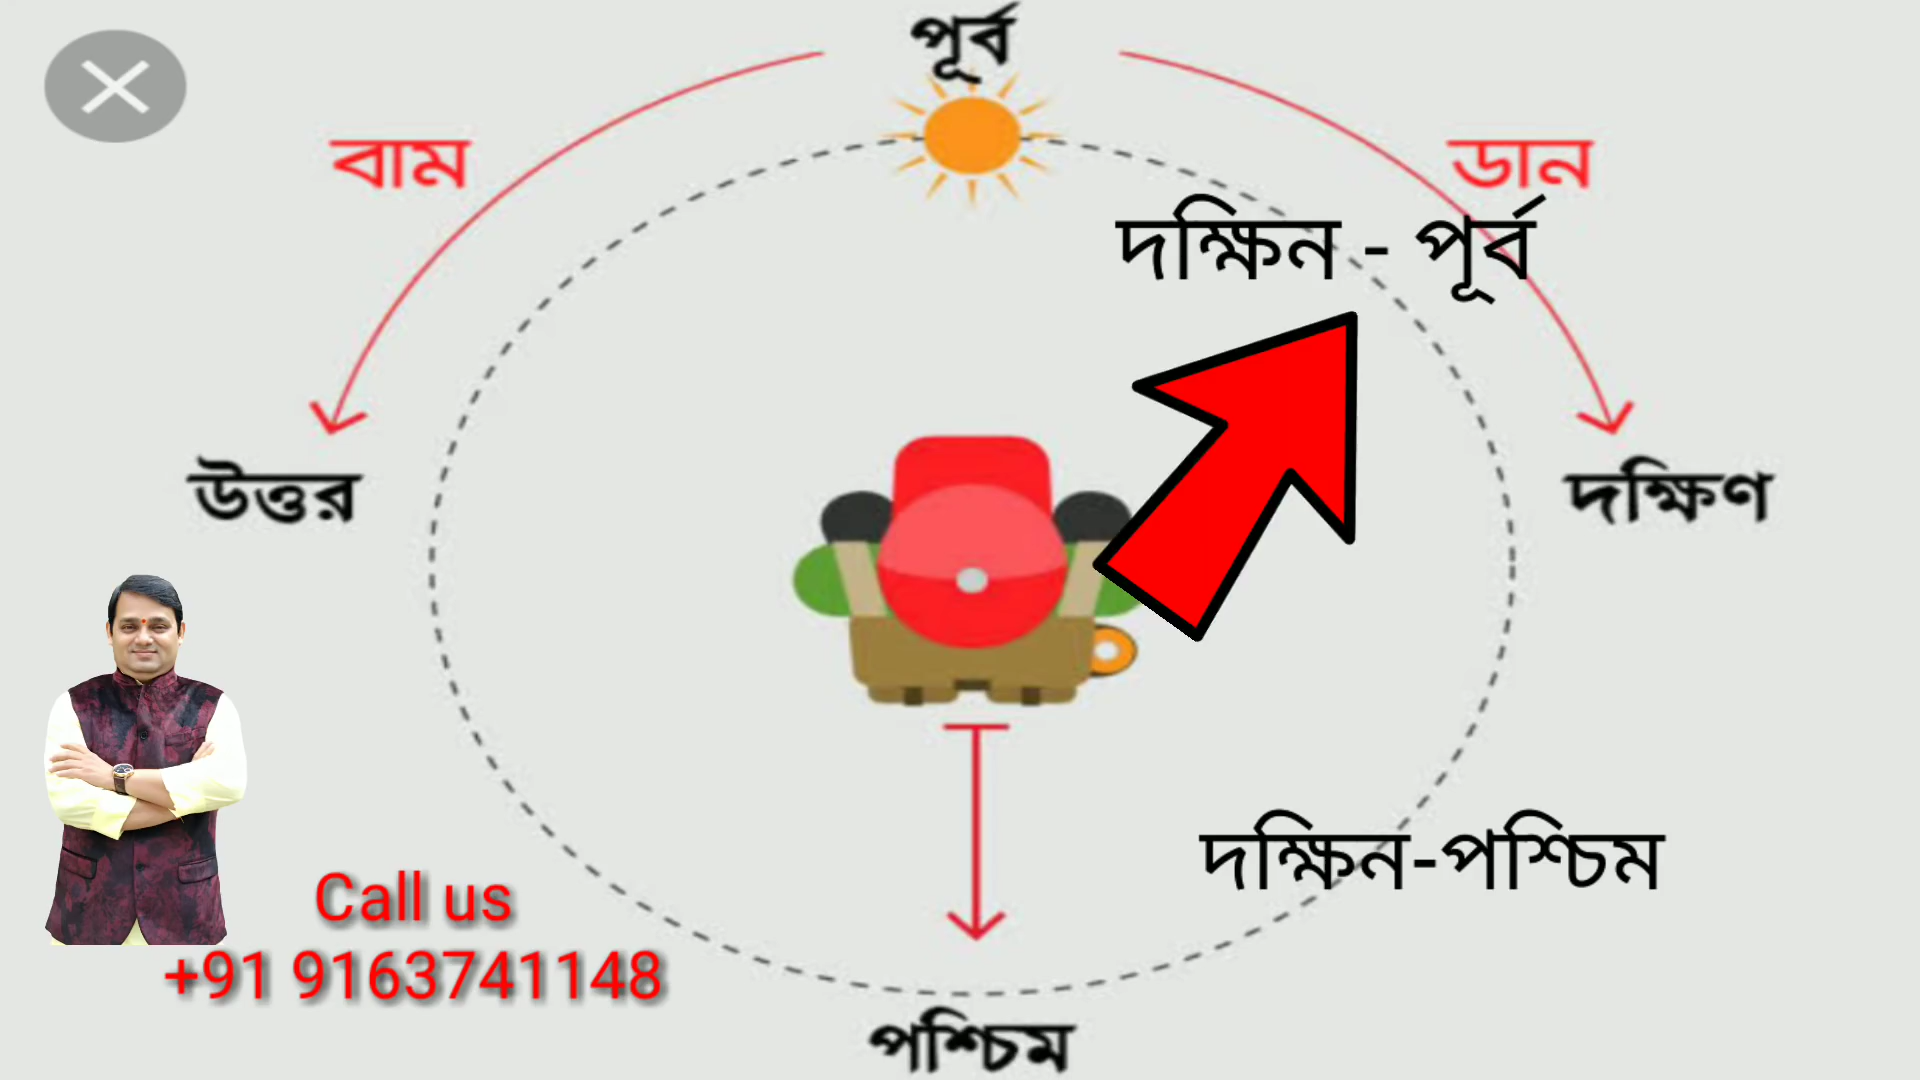 পূর্ব
বাম
ডান
দক্ষিন - পূর্ব
উত্তর
দক্ষিণ
দক্ষিন-পশ্চিম
Call us
+91 9163741148
পশ্চিম